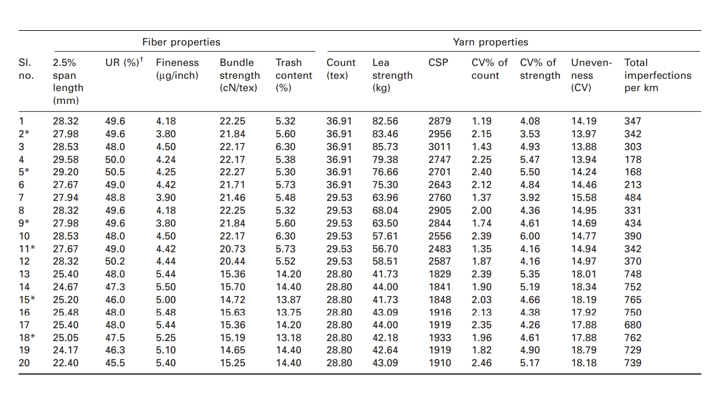 Fiber properties Yarn properties
Sl. 2.5% UR (%)† Fineness Bundle Trash Count Lea CSP CV% of CV% of Uneven- Total
no. span (μg/inch) strength content (tex) strength count strength ness imperfections
length (cN/tex) (%) (kg) (CV) per km
(mm)
1 28.32 49.6 4.18 22.25 5.32 36.91 82.56 2879 1.19 4.08 14.19 347
2* 27.98 49.6 3.80 21.84 5.60 36.91 83.46 2956 2.15 3.53 13.97 342
3 28.53 48.0 4.50 22.17 6.30 36.91 85.73 3011 1.43 4.93 13.88 303
4 29.58 50.0 4.24 22.17 5.38 36.91 79.38 2747 2.25 5.47 13.94 178
5* 29.20 50.5 4.25 22.27 5.30 36.91 76.66 2701 2.40 5.50 14.24 168
6 27.67 49.0 4.42 21.71 5.73 36.91 75.30 2643 2.12 4.84 14.46 213
7 27.94 48.8 3.90 21.46 5.48 29.53 63.96 2760 1.37 3.92 15.58 484
8 28.32 49.6 4.18 22.25 5.32 29.53 68.04 2905 2.00 4.36 14.95 331
9* 27.98 49.6 3.80 21.84 5.60 29.53 63.50 2844 1.74 4.61 14.69 434
10 28.53 48.0 4.50 22.17 6.30 29.53 57.61 2556 2.39 6.00 14.77 390
11* 27.67 49.0 4.42 20.73 5.73 29.53 56.70 2483 1.35 4.16 14.94 342
12 28.32 50.2 4.44 20.44 5.52 29.53 58.51 2587 1.87 4.16 14.97 370
13 25.40 48.0 5.44 15.36 14.20 28.80 41.73 1829 2.39 5.35 18.01 748
14 24.67 47.3 5.50 15.70 14.40 28.80 44.00 1841 1.90 5.19 18.34 752
15* 25.20 46.0 5.00 14.72 13.87 28.80 41.73 1848 2.03 4.66 18.19 765
16 25.48 48.0 5.48 15.63 13.75 28.80 43.09 1916 2.13 4.38 17.92 750
17 25.40 48.0 5.44 15.36 14.20 28.80 44.00 1919 2.35 4.26 17.88 680
18* 25.05 47.5 5.25 15.19 13.18 28.80 42.18 1933 1.96 4.61 17.88 762
19 24.17 46.3 5.10 14.65 14.40 28.80 42.64 1919 1.82 4.90 18.79 729
20 22.40 45.5 5.40 15.25 14.40 28.80 43.09 1910 2.46 5.17 18.18 739